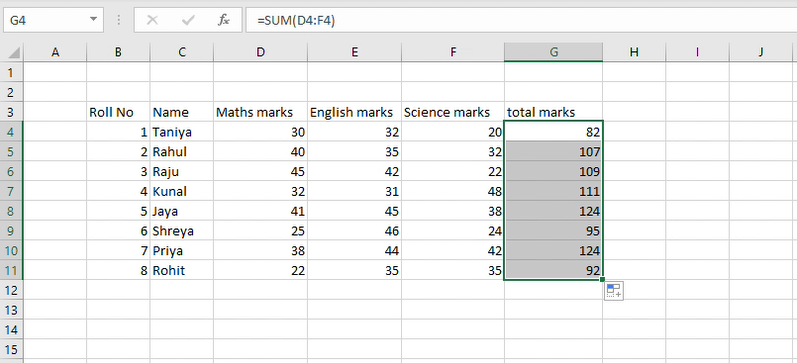 G4 fx =SUM(D4:F4)
A B C D E F G H I J
1
2
3 Roll No Name Maths marks English marks Science marks total marks
4 1 Taniya 30 32 20 82
5 2 Rahul 40 35 32 107
6 3 Raju 45 42 22 109
7 4 Kunal 32 31 48 111
8 5 Jaya 41 45 38 124
9 6 Shreya 25 46 24 95
10 7 Priya 38 44 42 124
11 8 Rohit 22 35 35 92
12
13
14
15